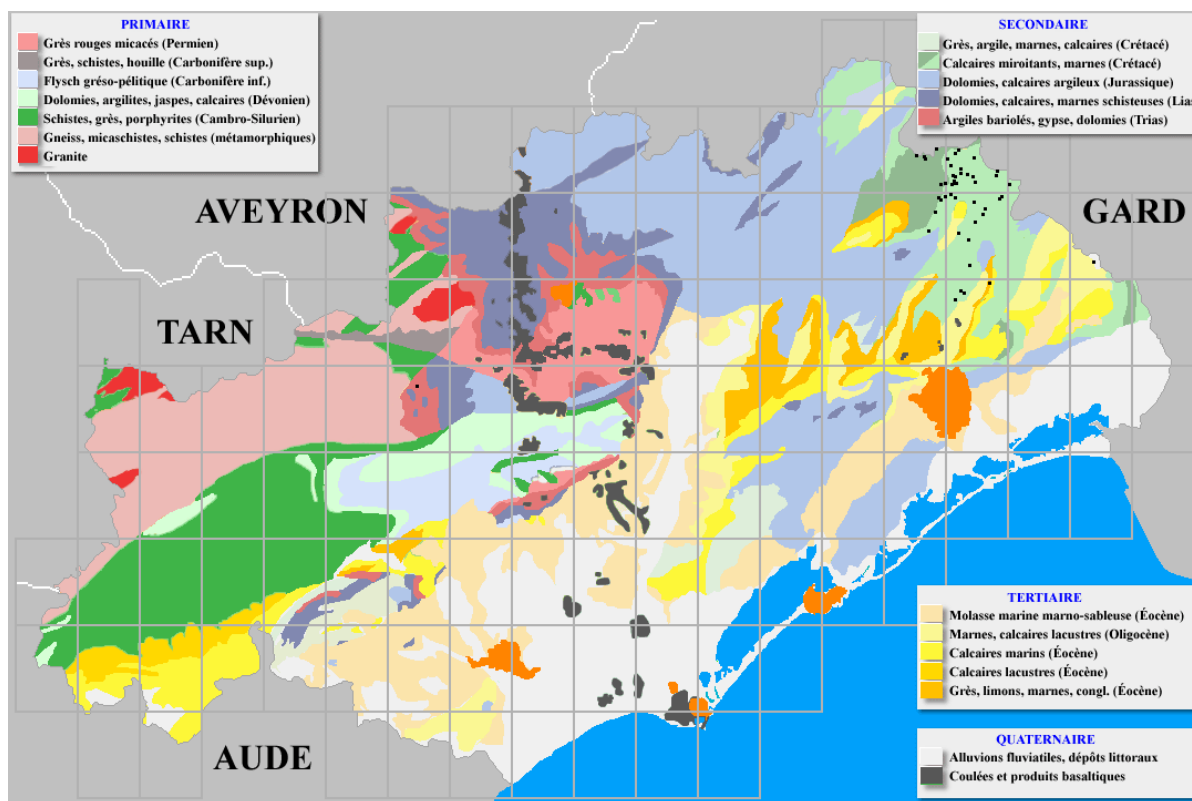 PRIMAIRE
Grès rouges micacés (Permien)
Grès, schistes, houille (Carbonifère sup.)
Flysch gréso-pélitique (Carbonifère inf.)
Dolomies, argilites, jaspes, calcaires (Dévonien)
Schistes, grès, porphyrites (Cambro-Silurien)
Gneiss, micaschistes, schistes (métamorphiques)
Granite
SECONDAIRE
Grès, argile, marnes, calcaires (Crétacé)
Calcaires miroitants, marnes (Crétacé)
Dolomies, calcaires argileux (Jurassique)
Dolomies, calcaires, marnes schisteuses (Lias
Argiles bariolés, gypse, dolomies (Trias)
AVEYRON
GARD
TARN
AUDE
TERTIAIRE
Molasse marine marno-sableuse (Éocène)
Marnes, calcaires lacustres (Oligocène)
Calcaires marins (Éocène)
Calcaires lacustres (Éocène)
Grès, limons, marnes, congl. (Éocène)
QUATERNAIRE
Alluvions fluviatiles, dépôts littoraux
Coulées et produits basaltiques